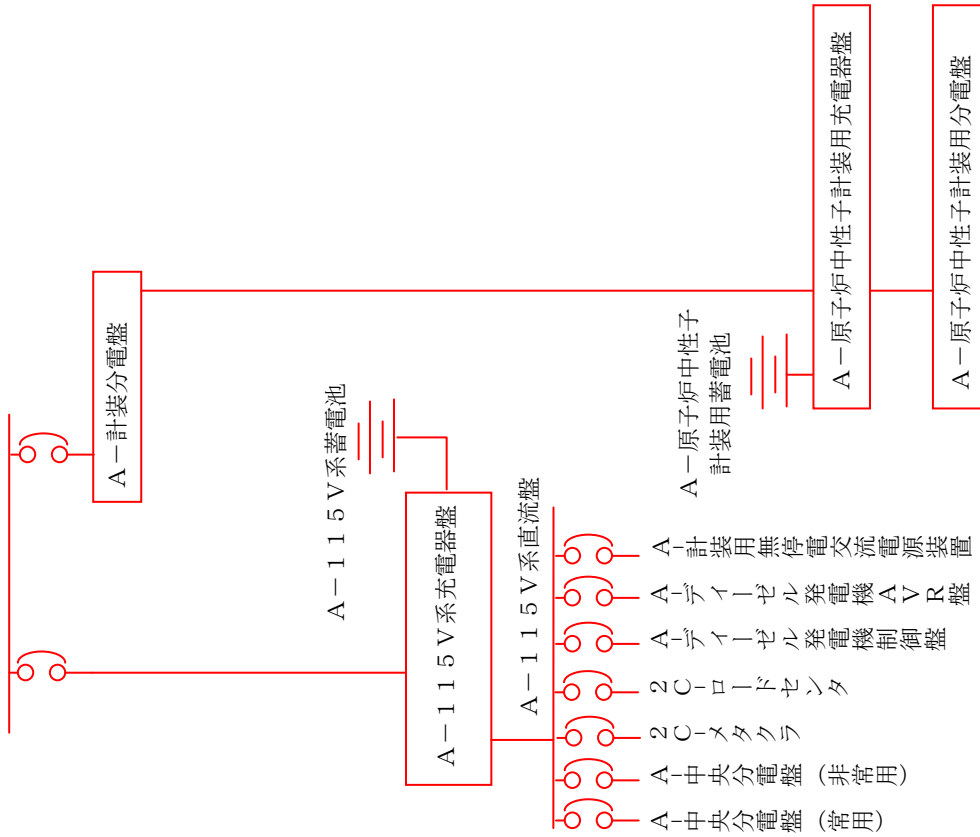 A－計装分電盤
A－１１５Ｖ系蓄電池
A－１１５Ｖ系充電器盤
A－１１５Ｖ系直流盤
A－原子炉中性子
計装用蓄電池
A－原子炉中性子計装用充電器盤
A－原子炉中性子計装用分電盤
A-中央分電盤（常用）
A-中央分電盤（非常用）
２C-メタクラ
２C-ロードセンタ
A-ディーゼル発電機制御盤
A-ディーゼル発電機AVR盤
A-計装用無停電交流電源装置